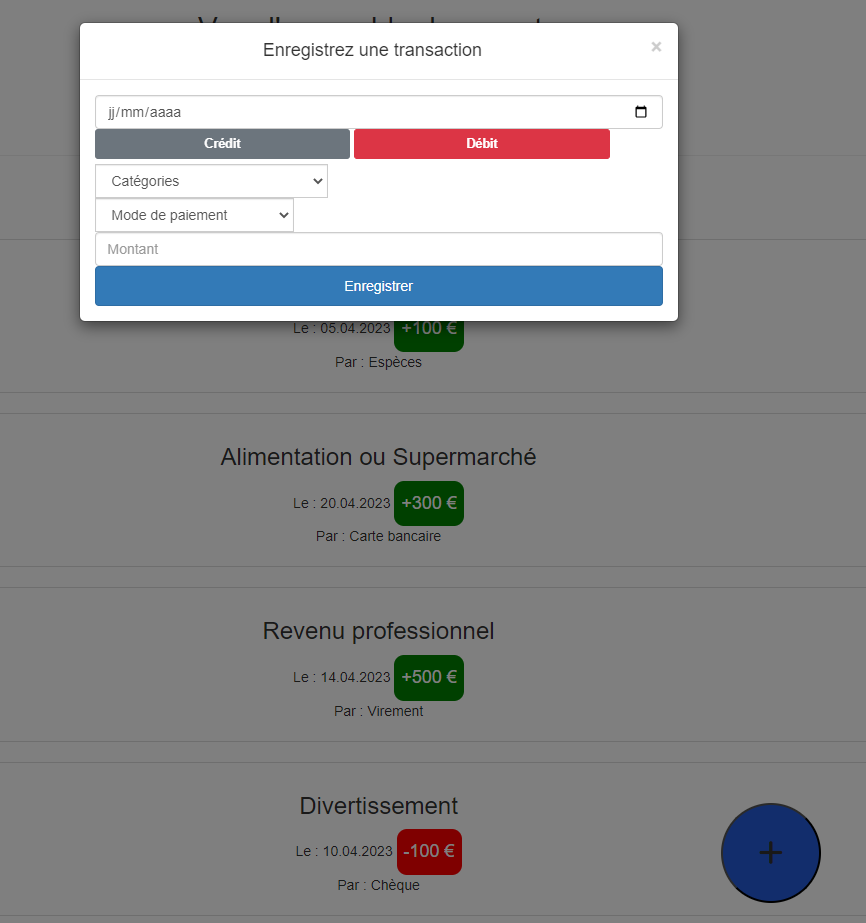 Enregistrez une transaction ×
jj/mm/aaaa
Crédit Débit
Catégories
Mode de paiement
Montant
Enregistrer
Le : 05.04.2023 +100 €
Par : Espèces
Alimentation ou Supermarché
Le : 20.04.2023 +300 €
Par : Carte bancaire
Revenu professionnel
Le : 14.04.2023 +500 €
Par : Virement
Divertissement
Le : 10.04.2023 -100 €
Par : Chèque
+